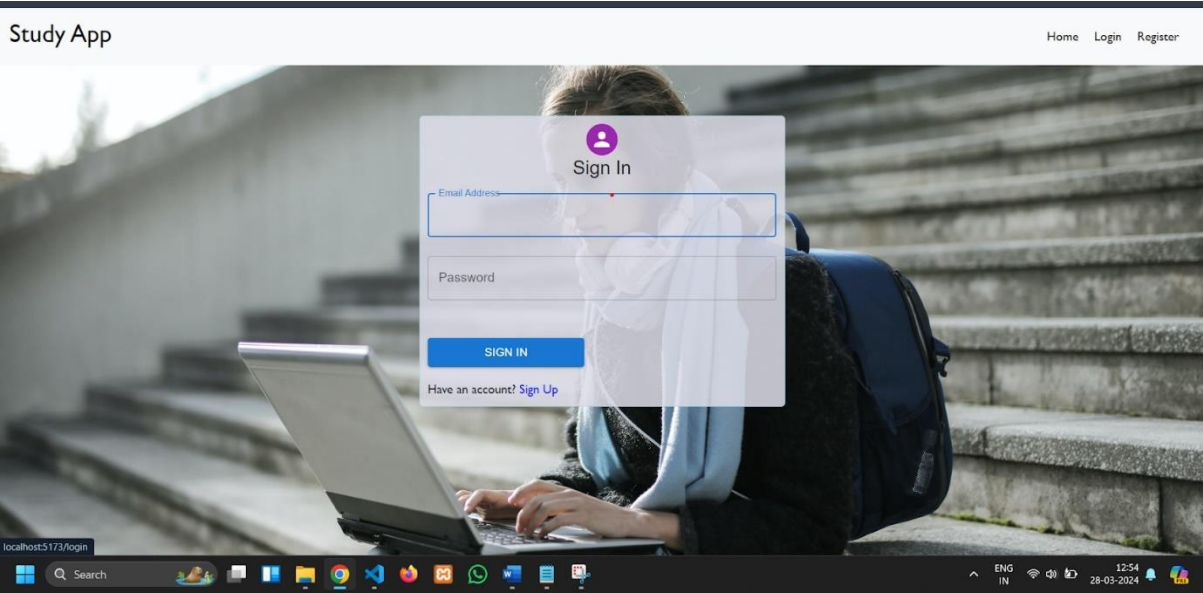 Study App
Home Login Register
Sign In
Email Address
Password
SIGN IN
Have an account? Sign Up
localhost:5173/login
Search
ENG
IN
12:54
28-03-2024